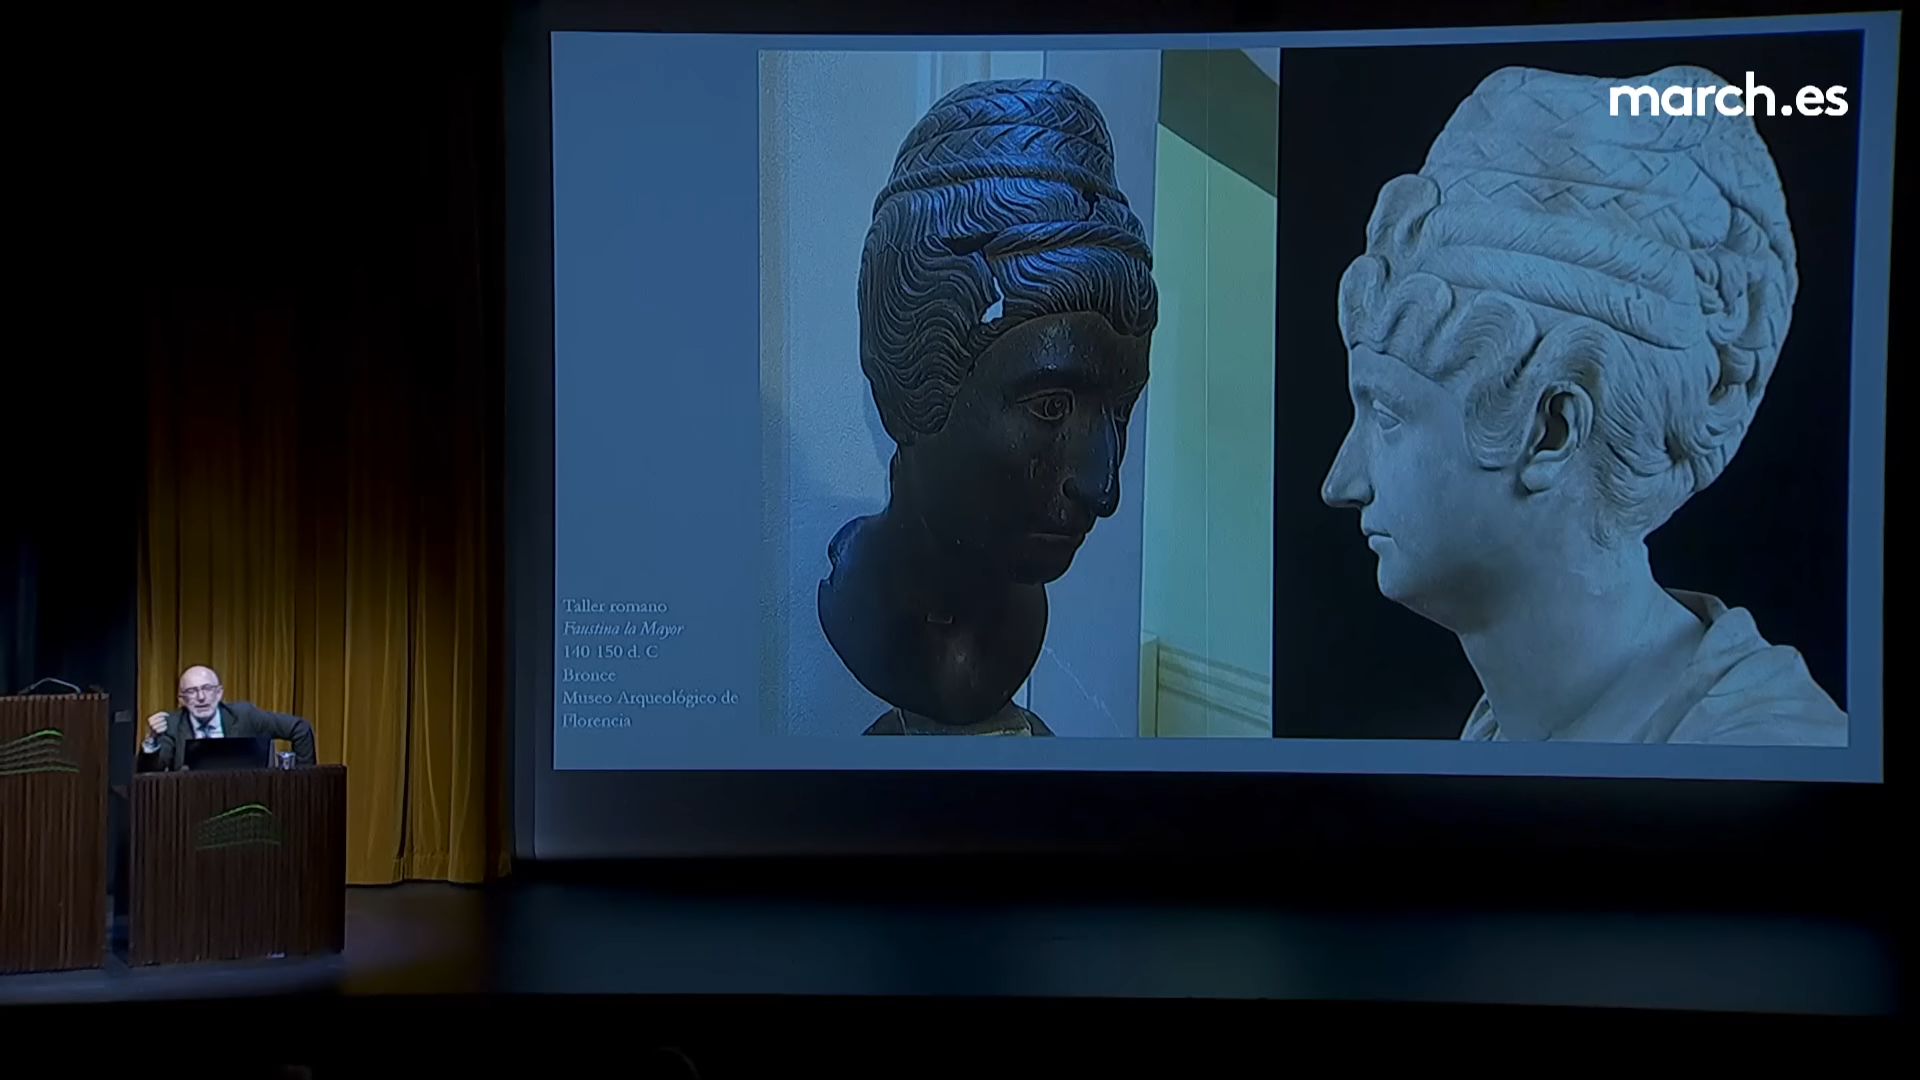 march.es
Taller romano
Faustina la Mayor
140 150 d. C
Bronce
Museo Arqueológico de
Florencia